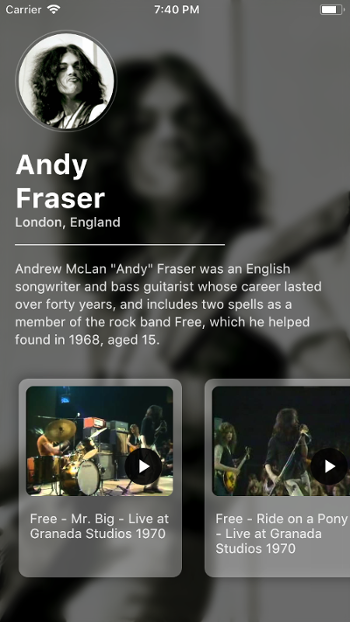 Carrier 7:40 PM
Andy
Fraser
London, England
Andrew McLan "Andy" Fraser was an English
songwriter and bass guitarist whose career lasted
over forty years, and includes two spells as a
member of the rock band Free, which he helped
found in 1968, aged 15.
Free - Mr. Big - Live at
Granada Studios 1970
Free - Ride on a Pony
- Live at Granada
Studios 1970